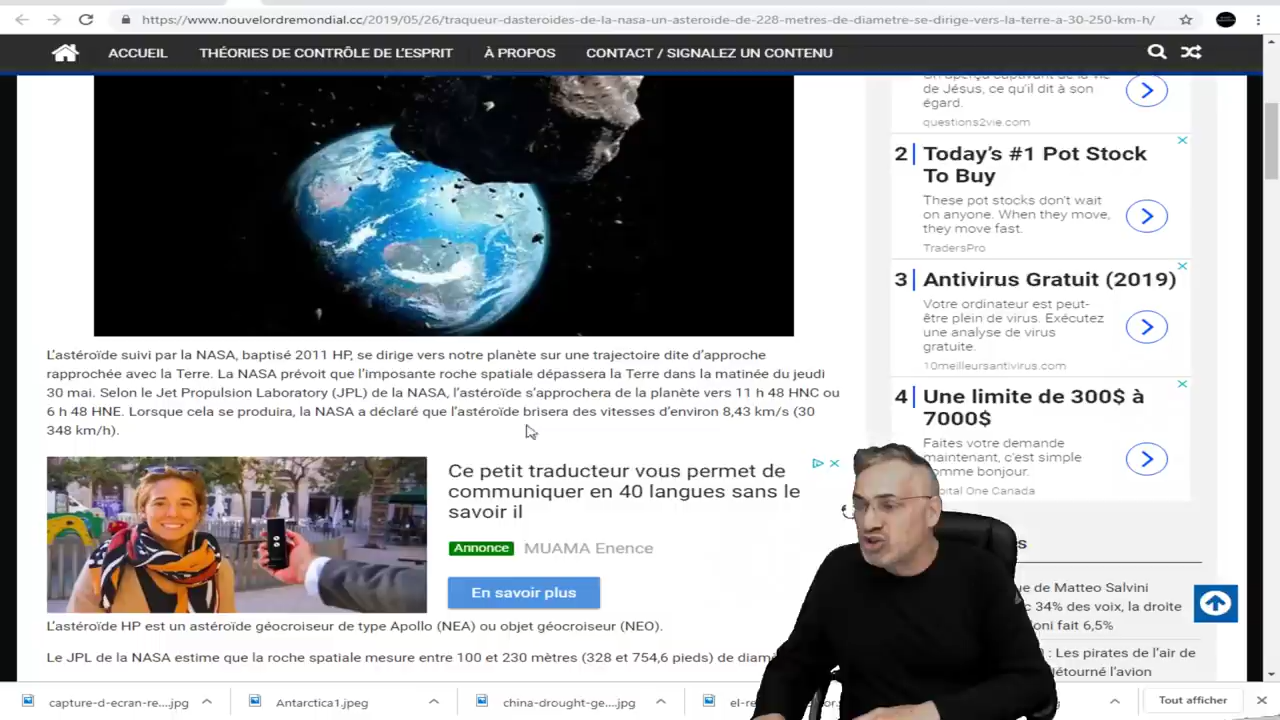 https://www.nouvelordremondial.cc/2019/05/26/traqueur-dasteroides-de-la-nasa-un-asteroide-de-228-metres-de-diametre-se-dirige-vers-la-terre-a-30-250-km-h/
ACCUEIL THÉORIES DE CONTRÔLE DE L'ESPRIT À PROPOS CONTACT / SIGNALEZ UN CONTENU
L'astéroïde suivi par la NASA, baptisé 2011 HP, se dirige vers notre planète sur une trajectoire dite d'approche
rapprochée avec la Terre. La NASA prévoit que l'imposante roche spatiale dépassera la Terre dans la matinée du jeudi
30 mai. Selon le Jet Propulsion Laboratory (JPL) de la NASA, l'astéroïde s'approchera de la planète vers 11 h 48 HNC ou
6 h 48 HNE. Lorsque cela se produira, la NASA a déclaré que l'astéroïde brisera des vitesses d'environ 8,43 km/s (30
348 km/h).
Ce petit traducteur vous permet de
communiquer en 40 langues sans le
savoir il
Annonce MUAMA Enence
En savoir plus
L'astéroïde HP est un astéroïde géocroiseur de type Apollo (NEA) ou objet géocroiseur (NEO).
Le JPL de la NASA estime que la roche spatiale mesure entre 100 et 230 mètres (328 et 754,6 pieds) de
de Jésus, ce qu'il dit à son
égard.
questions2vie.com
2 Today's #1 Pot Stock
To Buy
These pot stocks don't wait
on anyone. When they move,
they move fast.
TradersPro
3 Antivirus Gratuit (2019)
Votre ordinateur est peut-
être plein de virus. Exécutez
une analyse de virus
gratuite.
10meilleursantivirus.com
4 Une limite de 300$ à
7000$
Faites votre demande
maintenant, c'est simple
comme bonjour.
One Canada
de Matteo Salvini
34% des voix, la droite
fait 6,5%
: Les pirates de l'air de
l'avion
capture-d-ecran-re....jpg Antarctica1.jpeg china-drought-ge....jpg Tout afficher